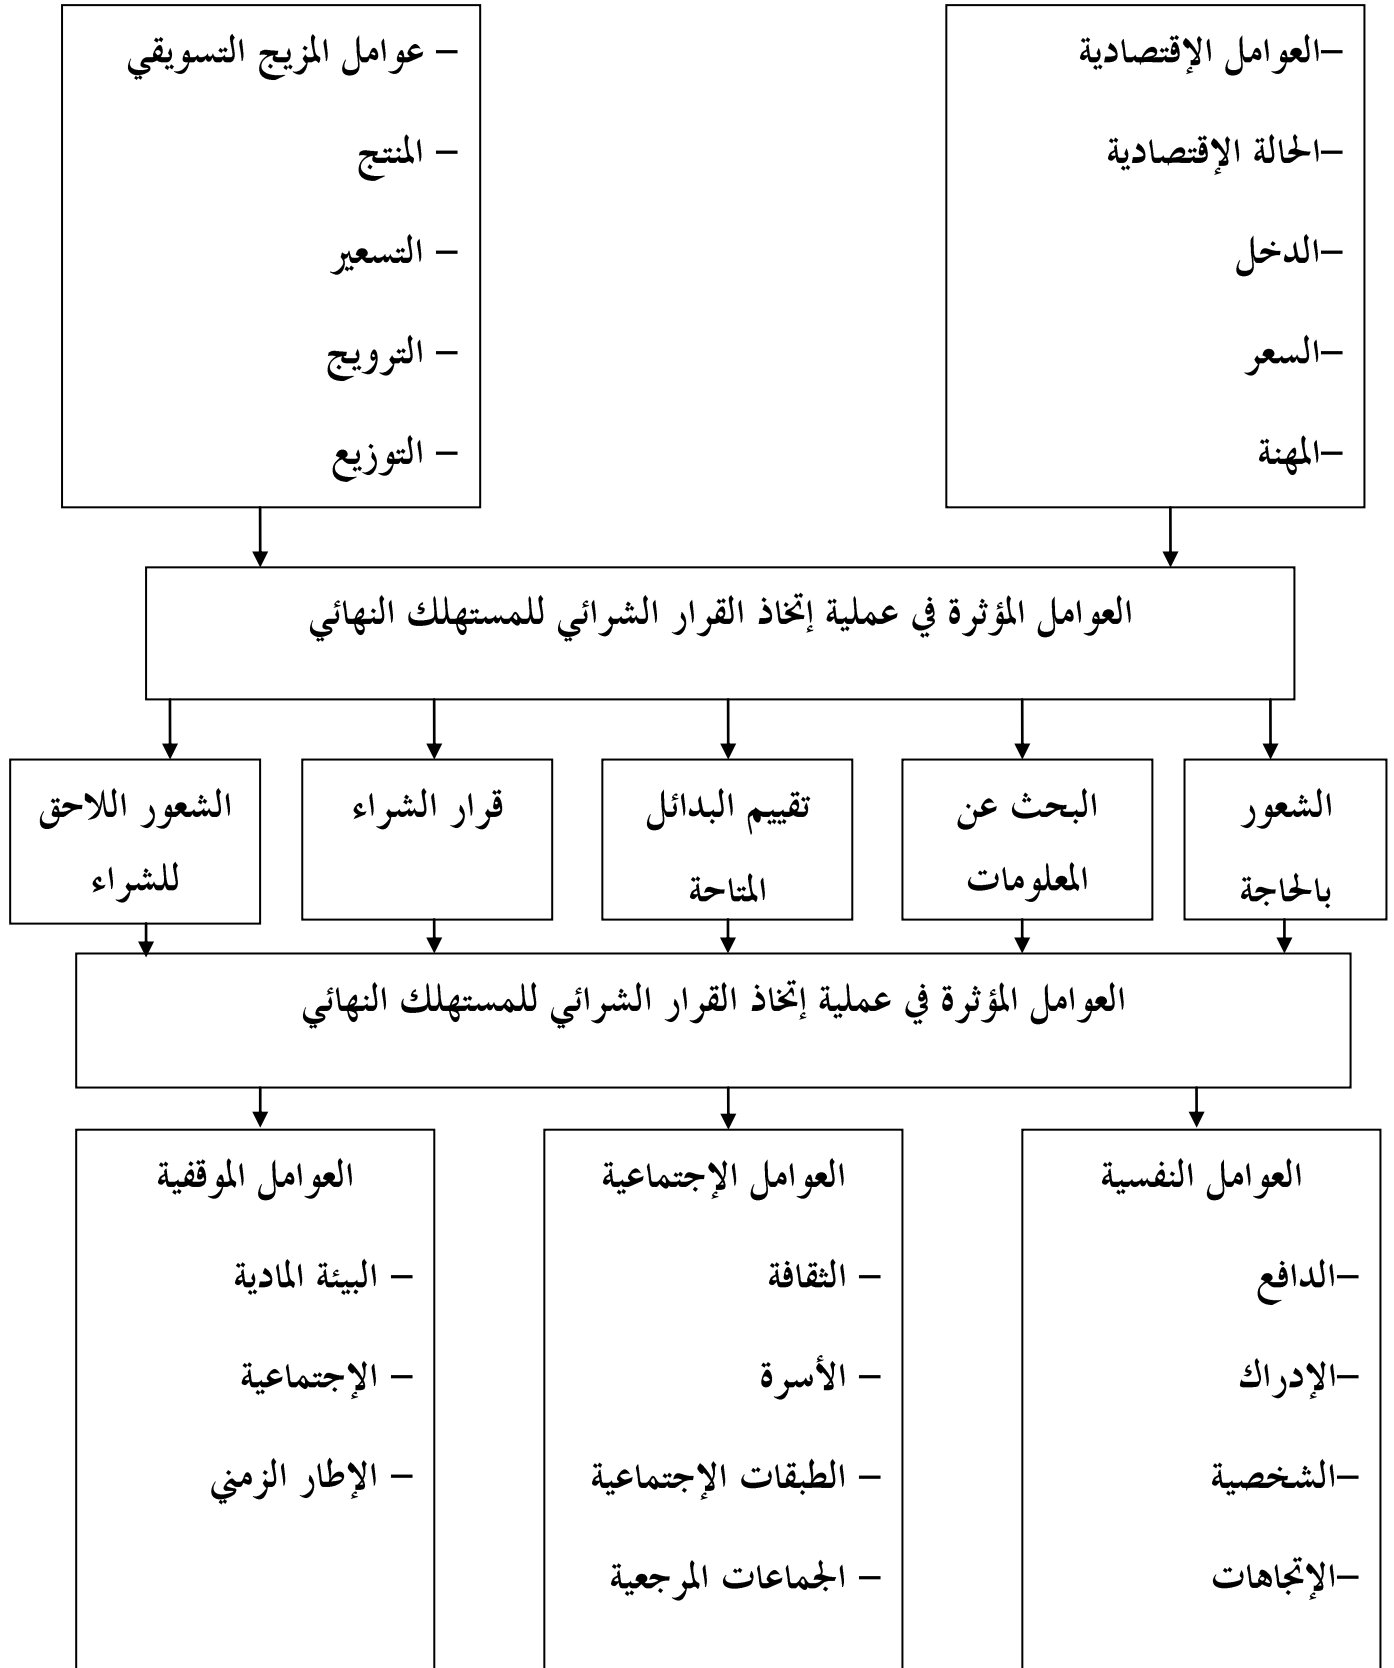 –العوامل الإقتصادية
–الحالة الإقتصادية
–الدخل
–السعر
–المهنة
– عوامل المزيج التسويقي
– المنتج
– التسعير
– الترويج
– التوزيع
العوامل المؤثرة في عملية إتخاذ القرار الشرائي للمستهلك النهائي
الشعور
بالحاجة
البحث عن
المعلومات
تقييم البدائل
المتاحة
قرار الشراء
الشعور اللاحق
للشراء
العوامل المؤثرة في عملية إتخاذ القرار الشرائي للمستهلك النهائي
العوامل النفسية
–الدافع
–الإدراك
–الشخصية
–الإتجاهات
العوامل الإجتماعية
– الثقافة
– الأسرة
– الطبقات الإجتماعية
– الجماعات المرجعية
العوامل الموقفية
– البيئة المادية
– الإجتماعية
– الإطار الزمني